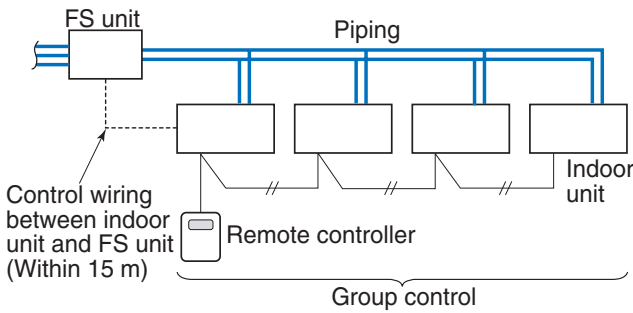 FS unit
Piping
Indoor
unit
Control wiring
between indoor
unit and FS unit
(Within 15 m)
Remote controller
Group control